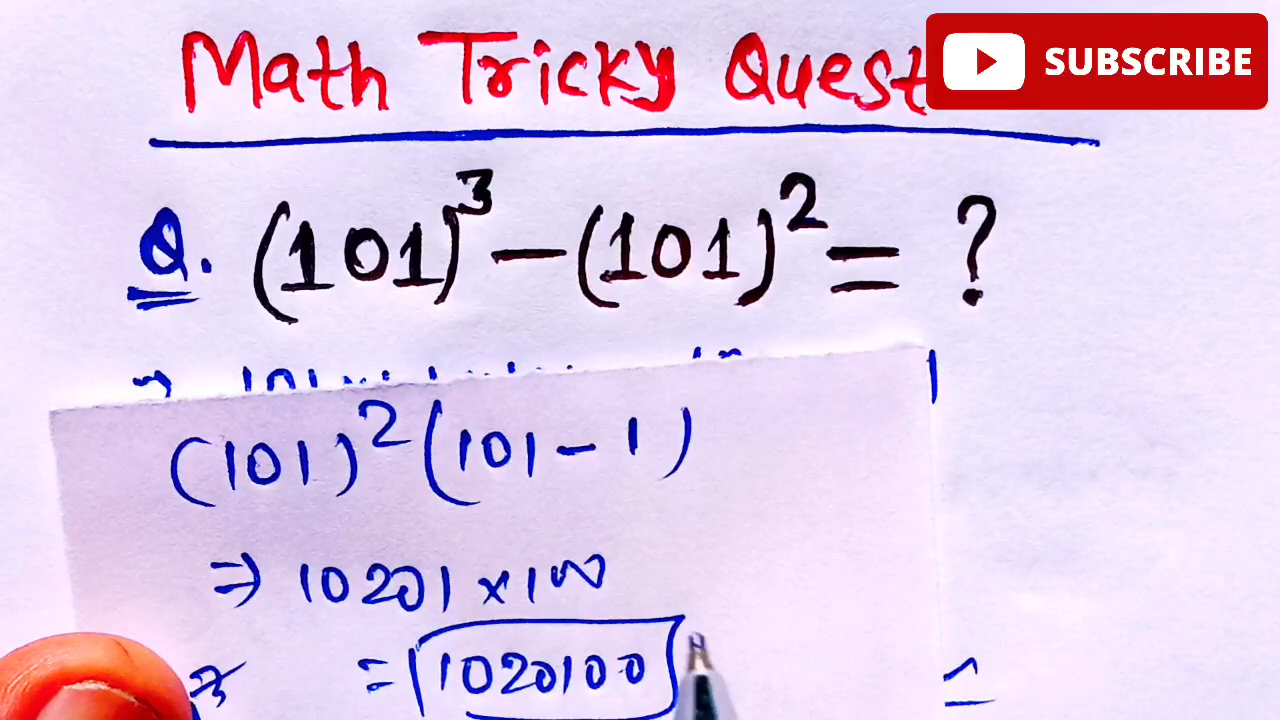 Math Tricky Quest
SUBSCRIBE
Q. (101)³ - (101)² = ?
(101)² (101 - 1)
⇒ 10201 × 100
= 1020100